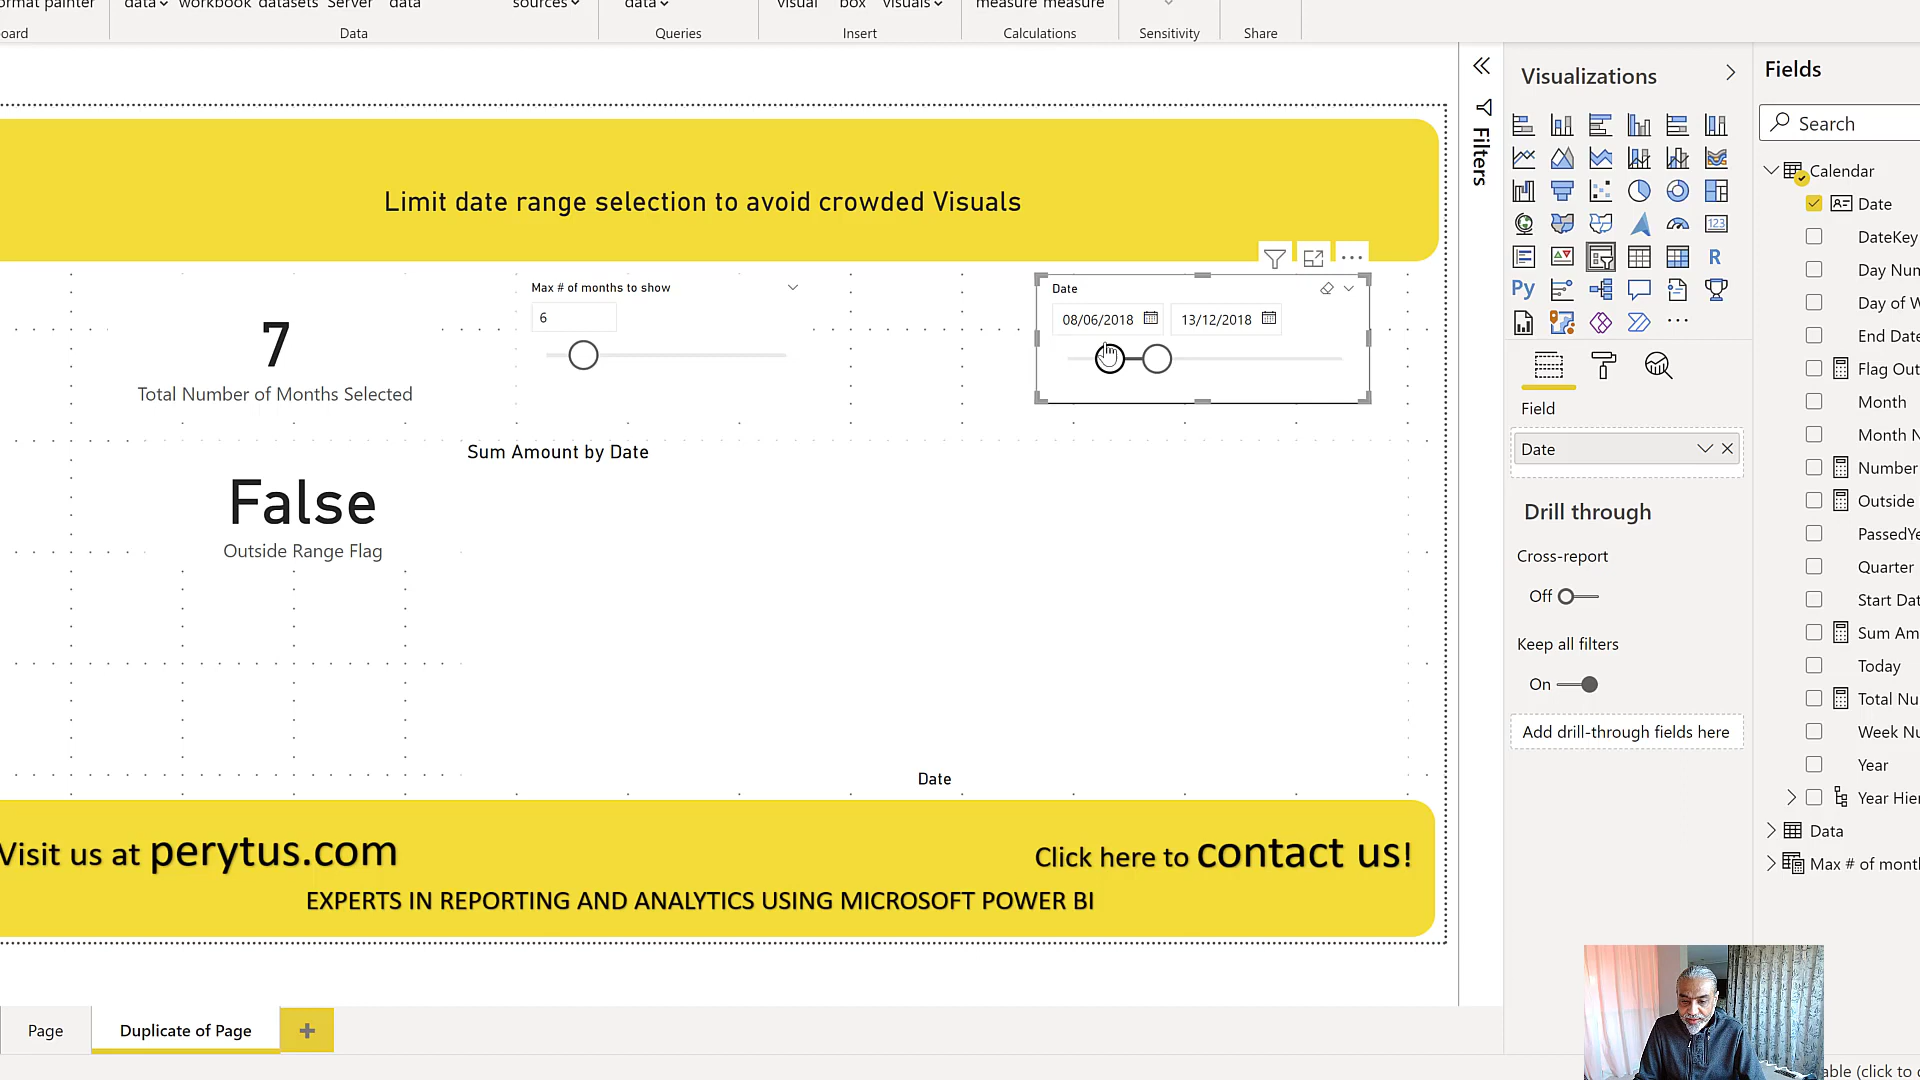 ormat painter
data
workbook datasets Server data
sources
data
visual box visuals
measure measure
oard
Data
Queries
Insert
Calculations
Sensitivity
Share
Limit date range selection to avoid crowded Visuals
7
Total Number of Months Selected
Max # of months to show
6
Date
08/06/2018
13/12/2018
Sum Amount by Date
False
Outside Range Flag
Date
Visit us at perytus.com
Click here to contact us!
EXPERTS IN REPORTING AND ANALYTICS USING MICROSOFT POWER BI
Page
Duplicate of Page
+
Filters
Visualizations
123
R
Py
Field
Date
Drill through
Cross-report
Off
Keep all filters
On
Add drill-through fields here
Fields
Search
Calendar
Date
DateKey
Day Num
Day of W
End Date
Flag Out
Month
Month N
Number
Outside
PassedYe
Quarter
Start Dat
Sum Am
Today
Total Nu
Week Nu
Year
Year Hier
Data
Max # of mont
able (click to